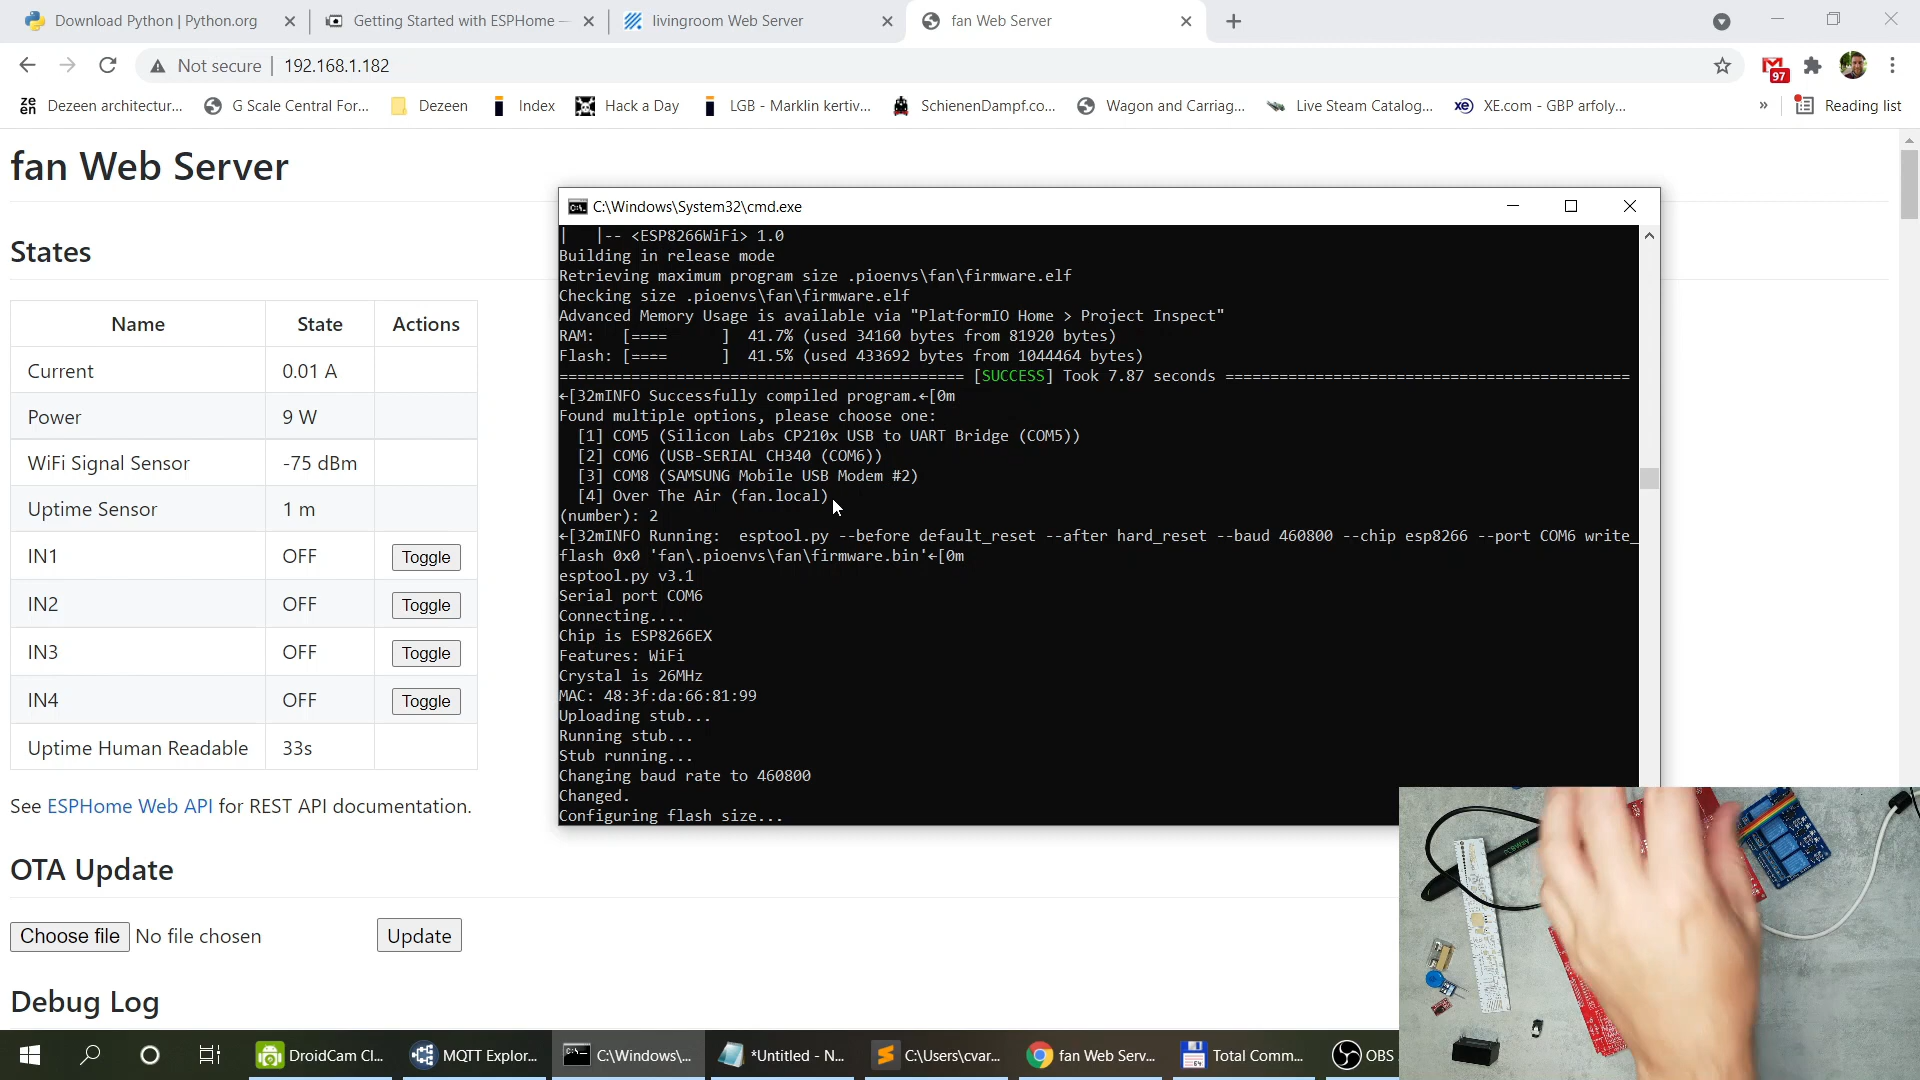 Download Python | Python.org
Getting Started with ESPHome —
livingroom Web Server
fan Web Server
Not secure
192.168.1.182
97
Dezeen architectur...
G Scale Central For...
Dezeen
Index
Hack a Day
LGB - Marklin kertiv...
SchienenDampf.co...
Wagon and Carriag...
Live Steam Catalog...
XE.com - GBP arfoly...
»
Reading list
fan Web Server
States
Name State Actions
Current 0.01 A
Power 9 W
WiFi Signal Sensor -75 dBm
Uptime Sensor 1 m
IN1 OFF Toggle
IN2 OFF Toggle
IN3 OFF Toggle
IN4 OFF Toggle
Uptime Human Readable 33s
See ESPHome Web API for REST API documentation.
OTA Update
Choose file No file chosen Update
Debug Log
C:\Windows\System32\cmd.exe
|   |-- <ESP8266WiFi> 1.0
Building in release mode
Retrieving maximum program size .pioenvs\fan\firmware.elf
Checking size .pioenvs\fan\firmware.elf
Advanced Memory Usage is available via "PlatformIO Home > Project Inspect"
RAM:   [====      ]  41.7% (used 34160 bytes from 81920 bytes)
Flash: [====      ]  41.5% (used 433692 bytes from 1044464 bytes)
============================================= [SUCCESS] Took 7.87 seconds =============================================
←[32mINFO Successfully compiled program.←[0m
Found multiple options, please choose one:
[1] COM5 (Silicon Labs CP210x USB to UART Bridge (COM5))
[2] COM6 (USB-SERIAL CH340 (COM6))
[3] COM8 (SAMSUNG Mobile USB Modem #2)
[4] Over The Air (fan.local)
(number): 2
←[32mINFO Running:  esptool.py --before default_reset --after hard_reset --baud 460800 --chip esp8266 --port COM6 write_
flash 0x0 'fan\.pioenvs\fan\firmware.bin'←[0m
esptool.py v3.1
Serial port COM6
Connecting....
Chip is ESP8266EX
Features: WiFi
Crystal is 26MHz
MAC: 48:3f:da:66:81:99
Uploading stub...
Running stub...
Stub running...
Changing baud rate to 460800
Changed.
Configuring flash size...
DroidCam Cl...
MQTT Explor...
C:\Windows\...
*Untitled - N...
C:\Users\cvar...
fan Web Serv...
Total Comm...
OBS